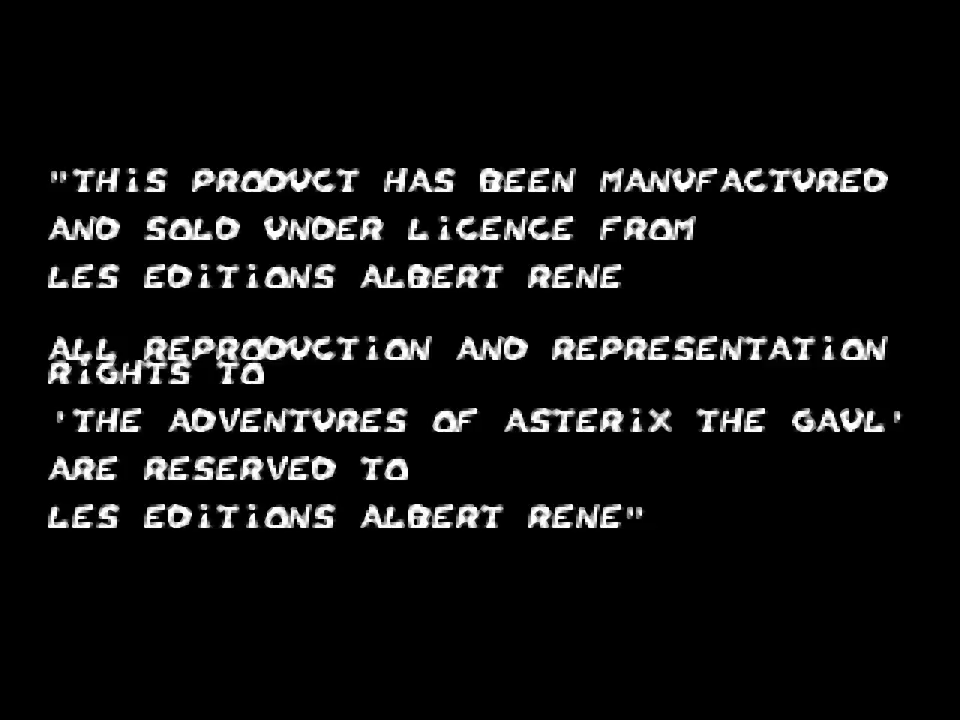 "THiS PRODUCT HAS BEEN MANUFACTURED
AND SOLD UNDER LiCENCE FROM
LES EDiTiONS ALBERT RENE
ALL REPRODUCTiON AND REPRESENTATiON
RiGHTS TO
'THE ADVENTURES OF ASTERiX THE GAUL'
ARE RESERVED TO
LES EDiTiONS ALBERT RENE"